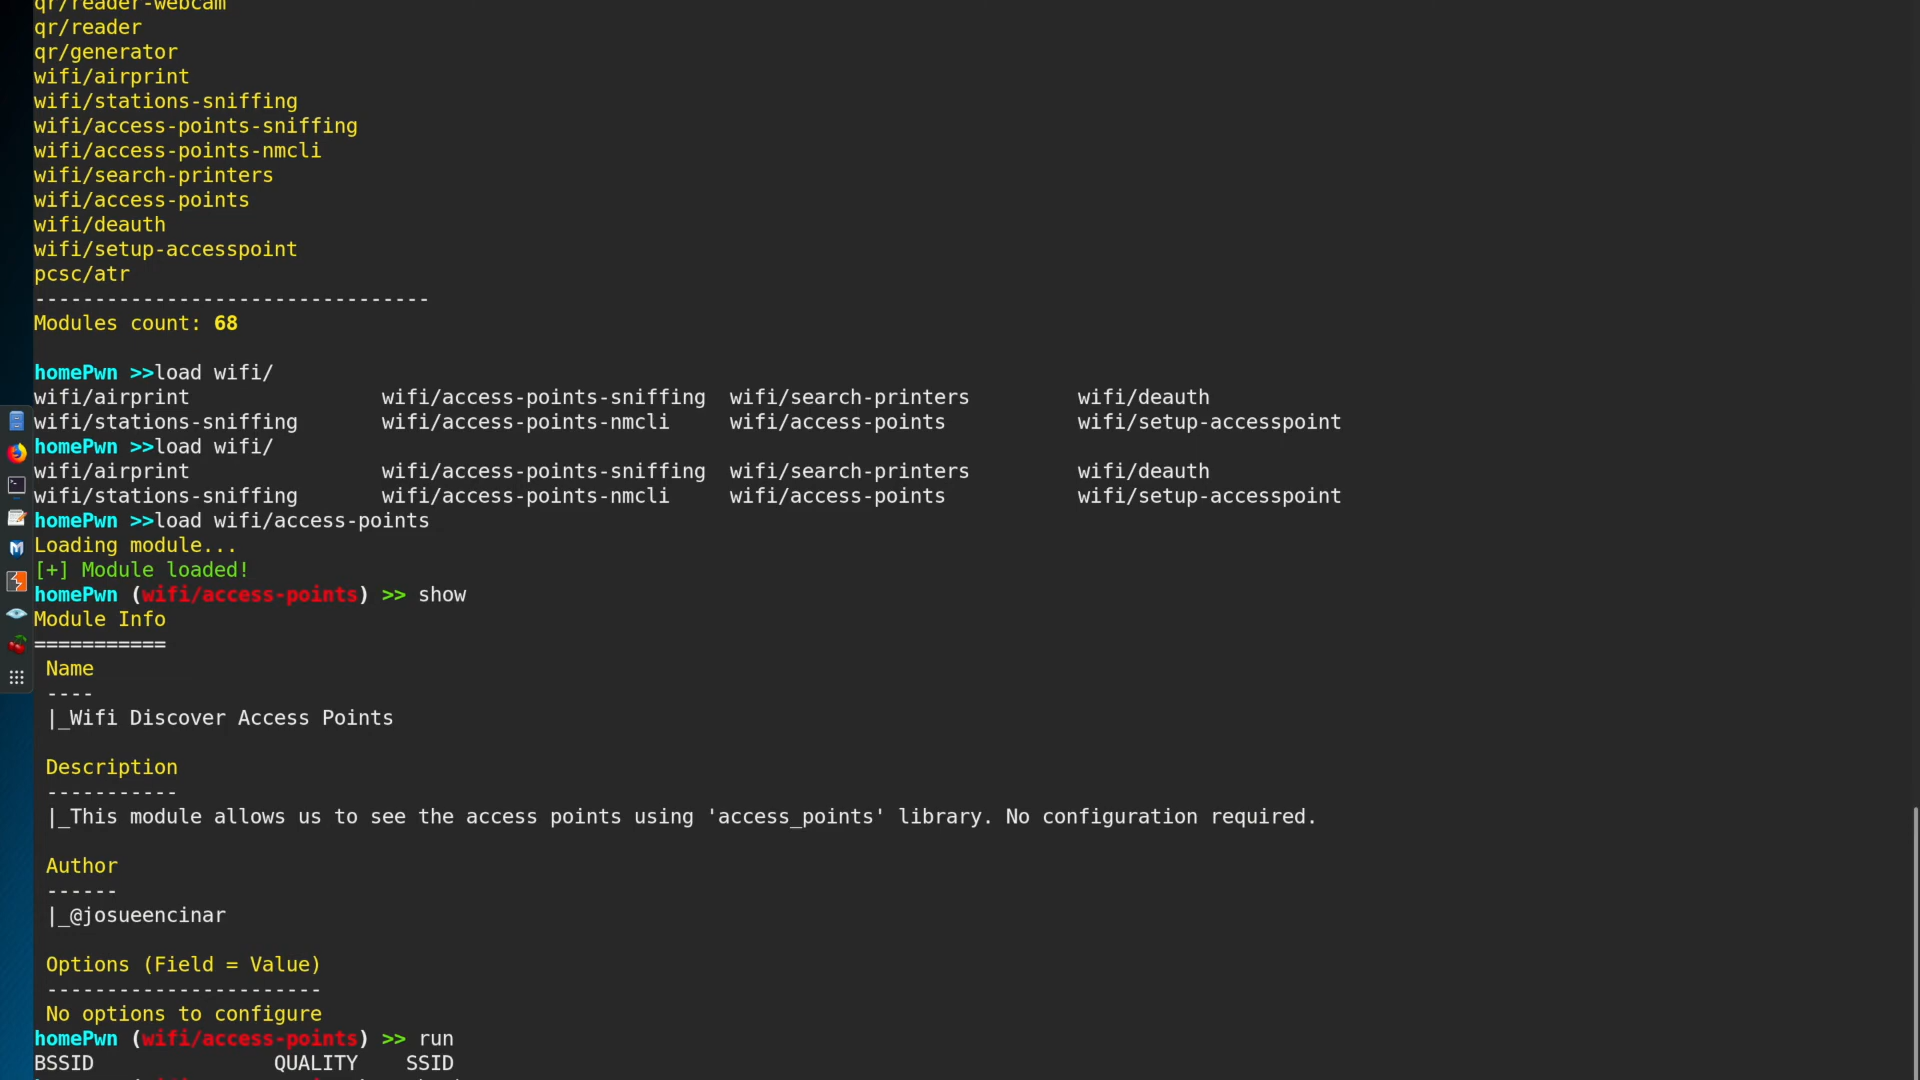 qr/reader-webcam
qr/reader
qr/generator
wifi/airprint
wifi/stations-sniffing
wifi/access-points-sniffing
wifi/access-points-nmcli
wifi/search-printers
wifi/access-points
wifi/deauth
wifi/setup-accesspoint
pcsc/atr
---------------------------------
Modules count: 68
homePwn >>load wifi/
wifi/airprint wifi/access-points-sniffing wifi/search-printers wifi/deauth
wifi/stations-sniffing wifi/access-points-nmcli wifi/access-points wifi/setup-accesspoint
homePwn >>load wifi/
wifi/airprint wifi/access-points-sniffing wifi/search-printers wifi/deauth
wifi/stations-sniffing wifi/access-points-nmcli wifi/access-points wifi/setup-accesspoint
homePwn >>load wifi/access-points
Loading module...
[+] Module loaded!
homePwn (wifi/access-points) >> show
Module Info
===========
Name
----
|_Wifi Discover Access Points
Description
-----------
|_This module allows us to see the access points using 'access_points' library. No configuration required.
Author
------
|_@josueencinar
Options (Field = Value)
-----------------------
No options to configure
homePwn (wifi/access-points) >> run
BSSID QUALITY SSID